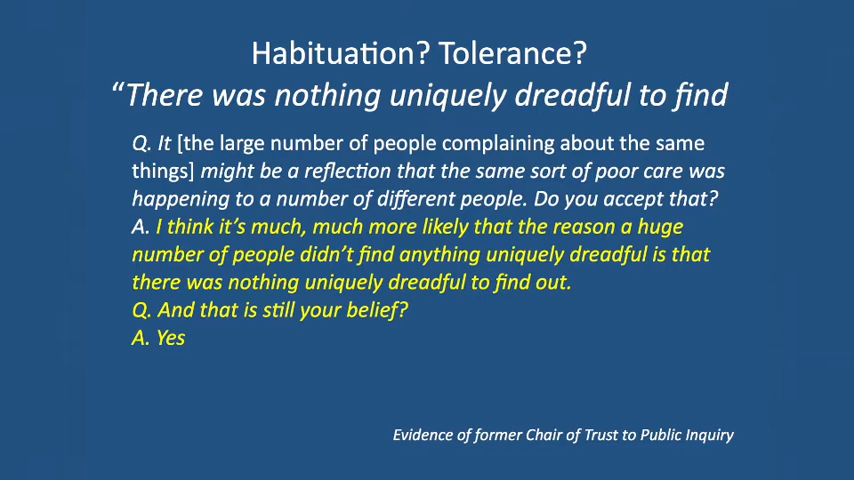 Habituation? Tolerance?
“There was nothing uniquely dreadful to find
Q. It [the large number of people complaining about the same
things] might be a reflection that the same sort of poor care was
happening to a number of different people. Do you accept that?
A. I think it’s much, much more likely that the reason a huge
number of people didn’t find anything uniquely dreadful is that
there was nothing uniquely dreadful to find out.
Q. And that is still your belief?
A. Yes
Evidence of former Chair of Trust to Public Inquiry